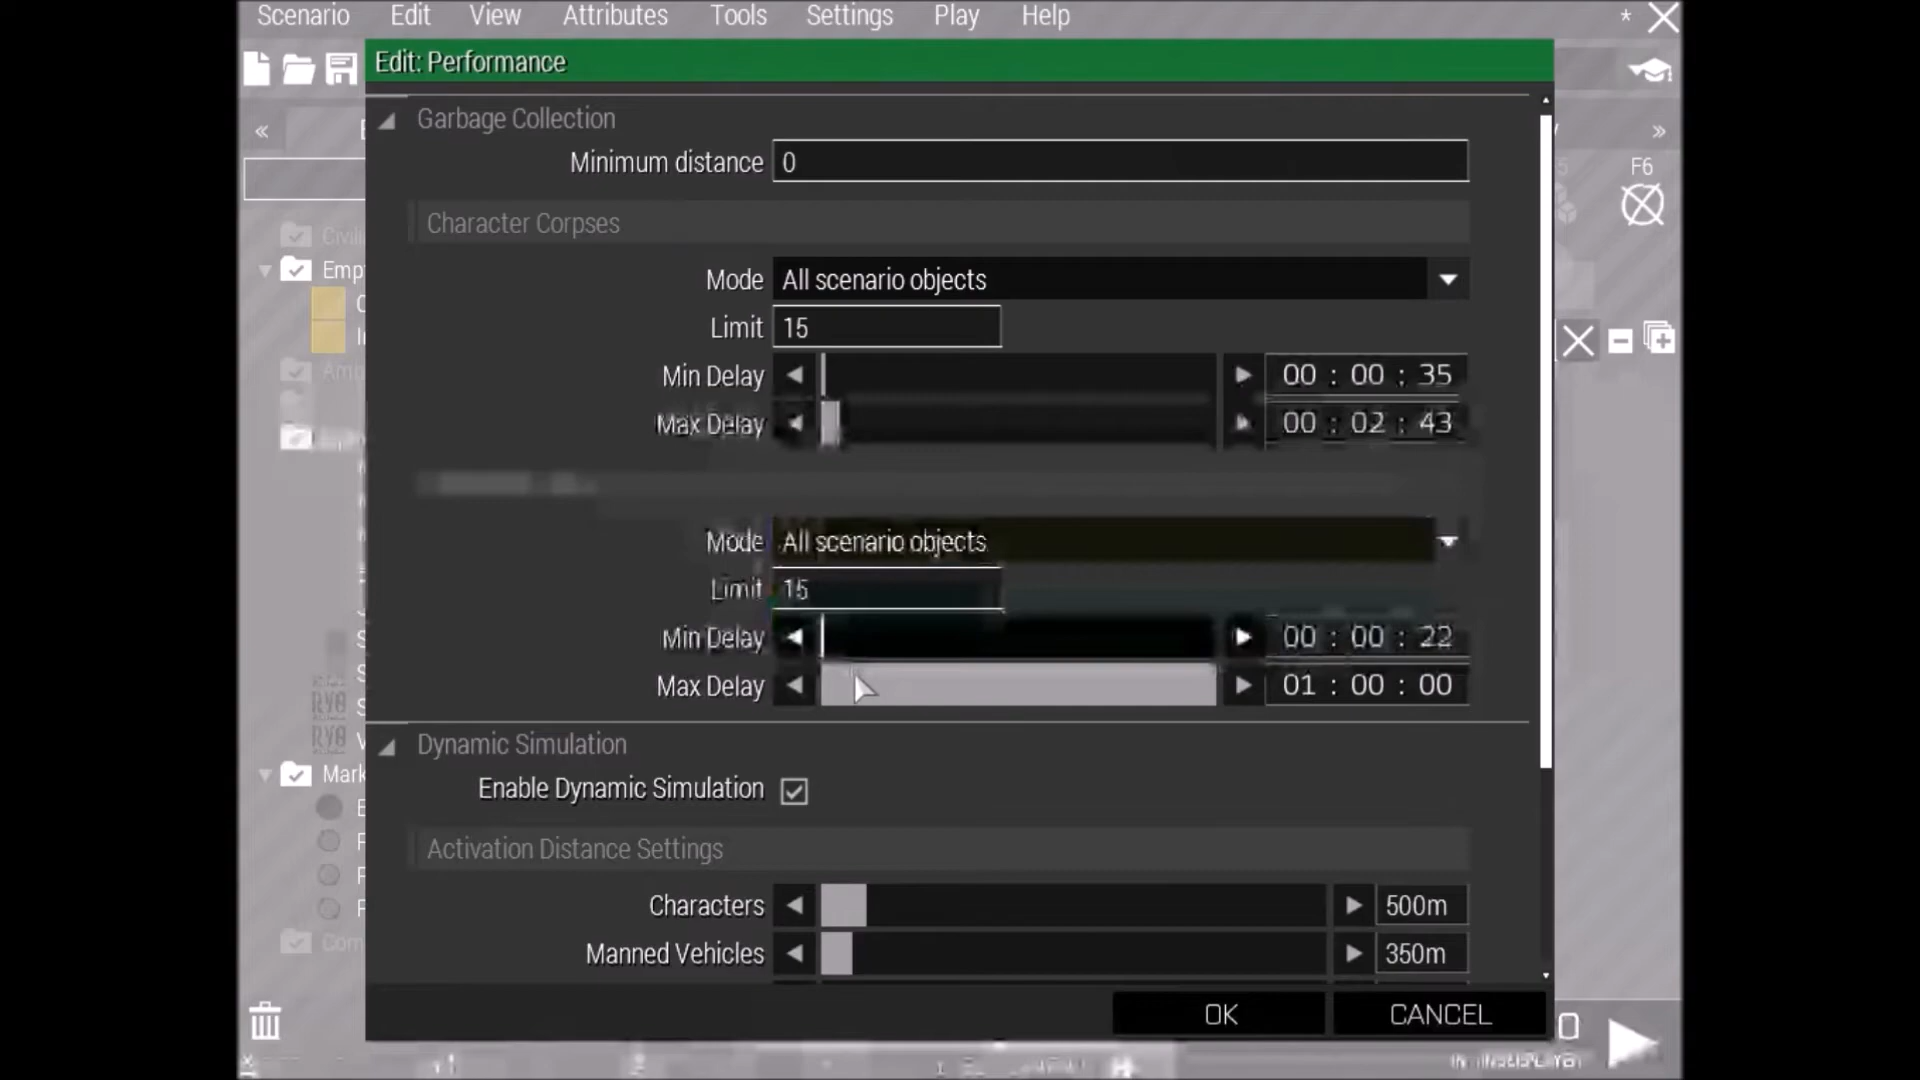 Scenario Edit View Attributes Tools Settings Play Help * 
Edit: Performance
Garbage Collection
Minimum distance 0
F6
Character Corpses
Civili
Emp
Mode All scenario objects
Limit 15
Min Delay 00 : 00 : 35
Max Delay 00 : 02 : 43
Mode All scenario objects
Limit 15
Min Delay 00 : 00 : 22
Max Delay 01 : 00 : 00
Dynamic Simulation
Mark
Enable Dynamic Simulation
Activation Distance Settings
Characters 500m
Manned Vehicles 350m
OK CANCEL